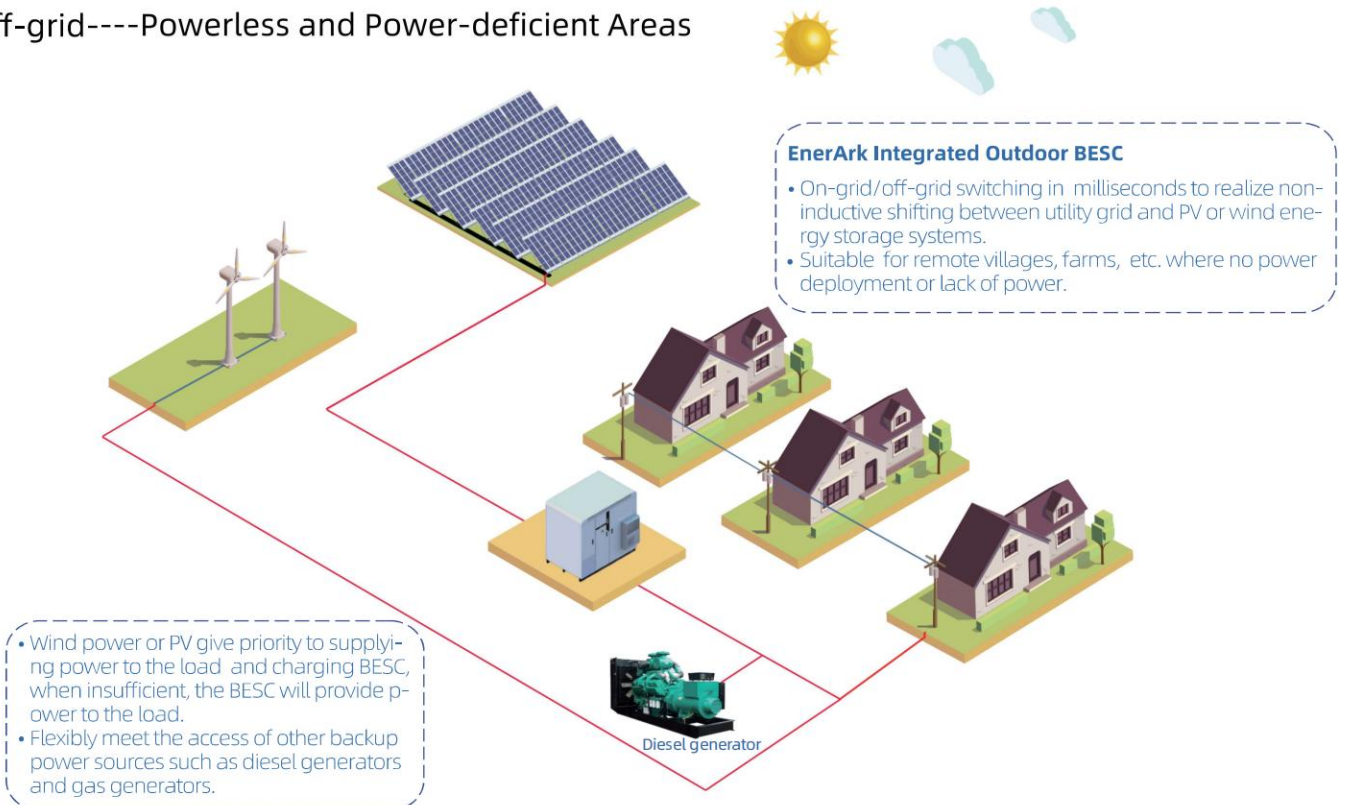 ff-grid----Powerless and Power-deficient Areas
EnerArk Integrated Outdoor BESC
• On-grid/off-grid switching in milliseconds to realize non-
inductive shifting between utility grid and PV or wind ene-
rgy storage systems.
• Suitable for remote villages, farms, etc. where no power
deployment or lack of power.
• Wind power or PV give priority to supplyi-
ng power to the load and charging BESC,
when insufficient, the BESC will provide p-
ower to the load.
• Flexibly meet the access of other backup
power sources such as diesel generators
and gas generators.
Diesel generator